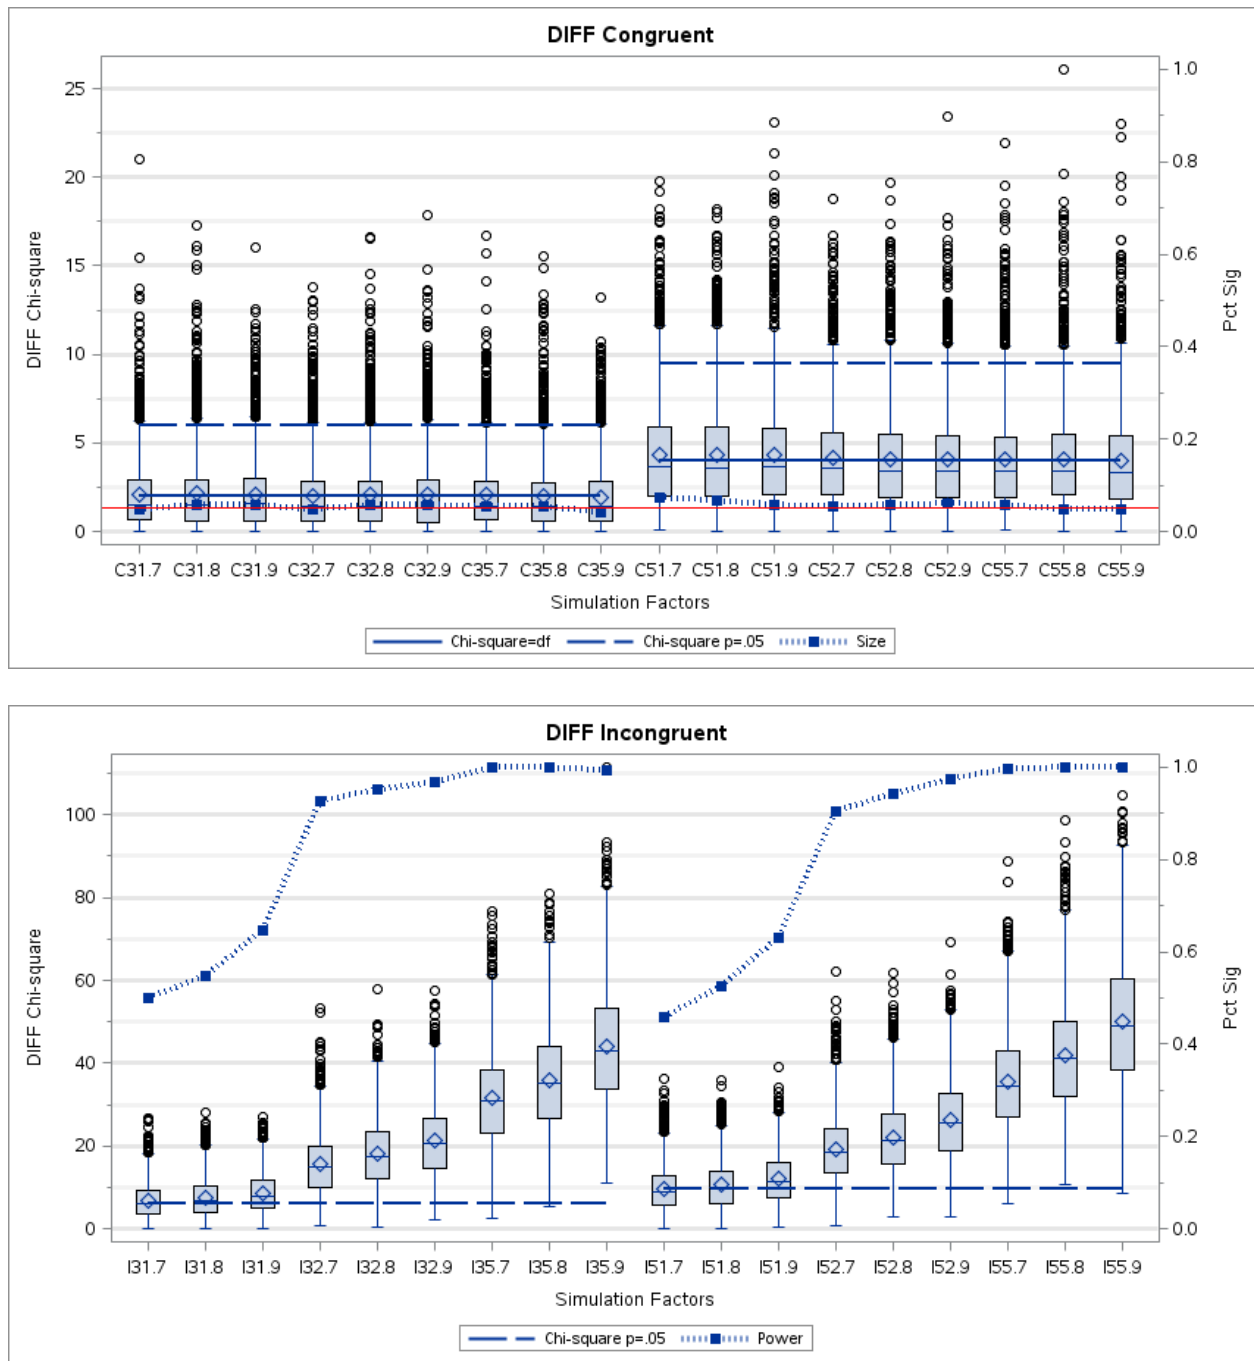 DIFF Congruent
DIFF Chi-square
25
20
15
10
5
0
1.0
0.8
0.6
0.4
0.2
0.0
Pct Sig
C31.7 C31.8 C31.9 C32.7 C32.8 C32.9 C35.7 C35.8 C35.9 C51.7 C51.8 C51.9 C52.7 C52.8 C52.9 C55.7 C55.8 C55.9
Simulation Factors
Chi-square=df Chi-square p=.05 Size
DIFF Incongruent
DIFF Chi-square
100
80
60
40
20
0
1.0
0.8
0.6
0.4
0.2
0.0
Pct Sig
I31.7 I31.8 I31.9 I32.7 I32.8 I32.9 I35.7 I35.8 I35.9 I51.7 I51.8 I51.9 I52.7 I52.8 I52.9 I55.7 I55.8 I55.9
Simulation Factors
Chi-square p=.05 Power